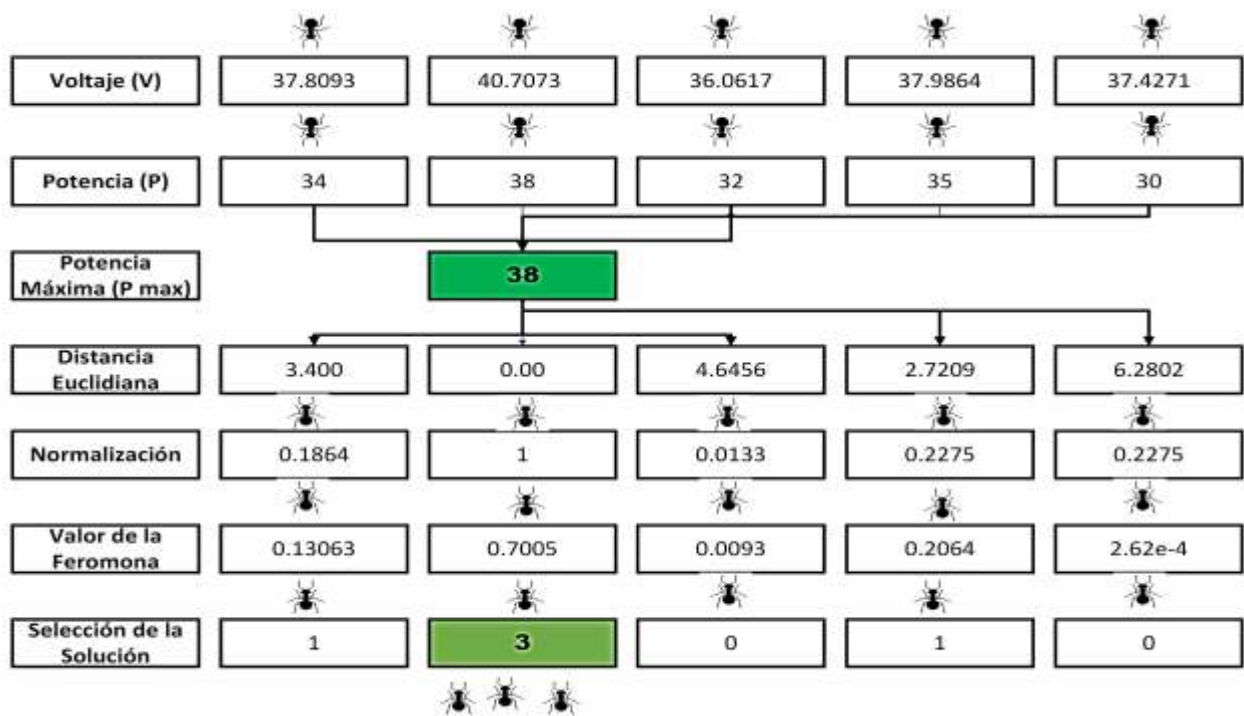 Voltaje (V) 37.8093 40.7073 36.0617 37.9864 37.4271
Potencia (P) 34 38 32 35 30
Potencia
Máxima (P max) 38
Distancia
Euclidiana 3.400 0.00 4.6456 2.7209 6.2802
Normalización 0.1864 1 0.0133 0.2275 0.2275
Valor de la
Feromona 0.13063 0.7005 0.0093 0.2064 2.62e-4
Selección de la
Solución 1 3 0 1 0